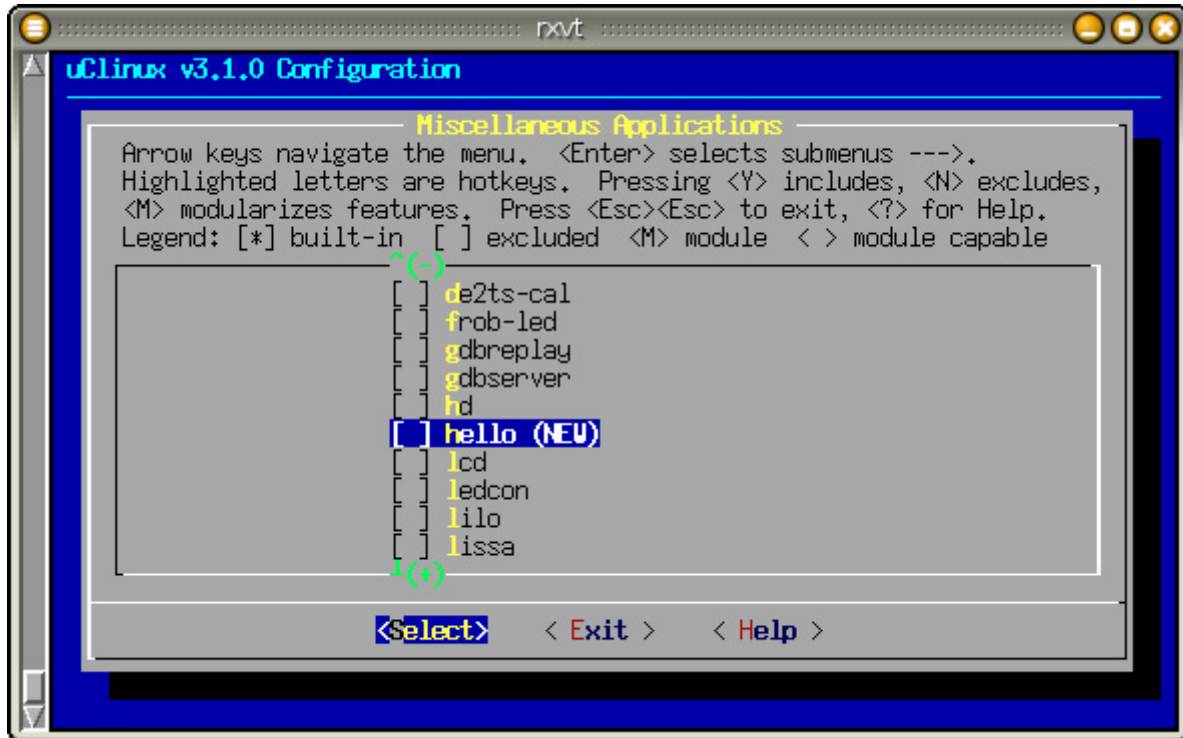 rxvt
uClinux v3.1.0 Configuration
Miscellaneous Applications
Arrow keys navigate the menu. <Enter> selects submenus --->.
Highlighted letters are hotkeys. Pressing <Y> includes, <N> excludes,
<M> modularizes features. Press <Esc><Esc> to exit, <?> for Help.
Legend: [*] built-in [ ] excluded <M> module < > module capable
^(-)
[ ] de2ts-cal
[ ] frob-led
[ ] gdbreplay
[ ] gdbserver
[ ] hd
[ ] hello (NEW)
[ ] lcd
[ ] ledcon
[ ] lilo
[ ] lissa
┴(+)
<Select> < Exit > < Help >